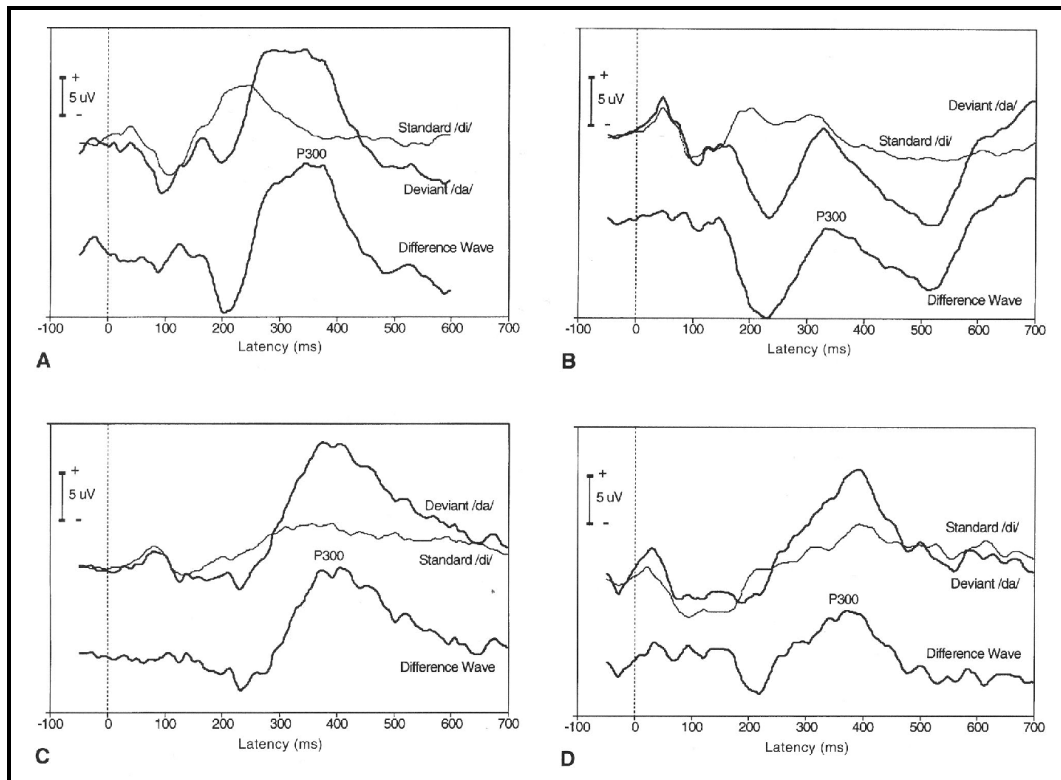 +
5 uV
-
Standard /di/
P300
Deviant /da/
Difference Wave
-100 0 100 200 300 400 500 600 700
Latency (ms)
A
+
5 uV
-
Deviant /da/
Standard /di/
P300
Difference Wave
-100 0 100 200 300 400 500 600 700
Latency (ms)
B
+
5 uV
-
Deviant /da/
Standard /di/
P300
Difference Wave
-100 0 100 200 300 400 500 600 700
Latency (ms)
C
+
5 uV
-
Standard /di/
Deviant /da/
P300
Difference Wave
-100 0 100 200 300 400 500 600 700
Latency (ms)
D